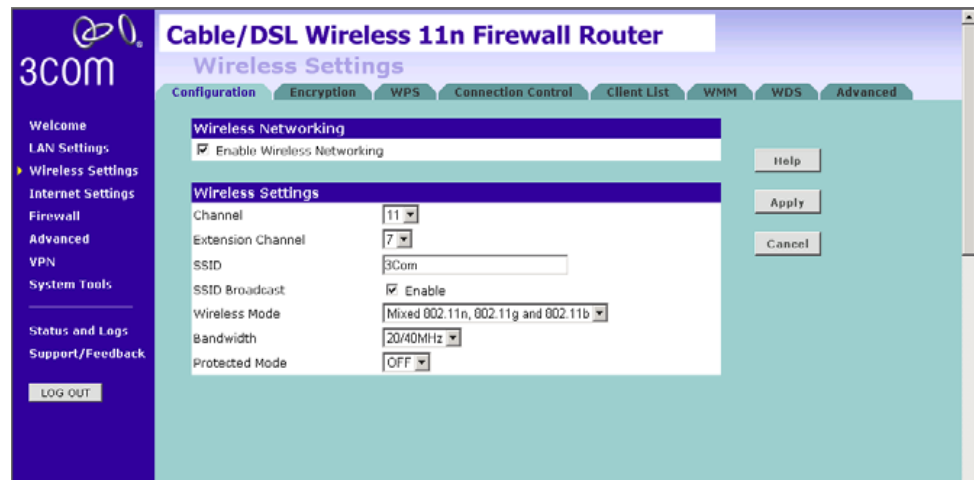 3COM
Cable/DSL Wireless 11n Firewall Router
Wireless Settings
Configuration Encryption WPS Connection Control Client List WMM WDS Advanced
Welcome
LAN Settings
Wireless Settings
Internet Settings
Firewall
Advanced
VPN
System Tools
Status and Logs
Support/Feedback
LOG OUT
Wireless Networking
Enable Wireless Networking
Wireless Settings
Channel 11
Extension Channel 7
SSID 3Com
SSID Broadcast Enable
Wireless Mode Mixed 802.11n, 802.11g and 802.11b
Bandwidth 20/40MHz
Protected Mode OFF
Help
Apply
Cancel